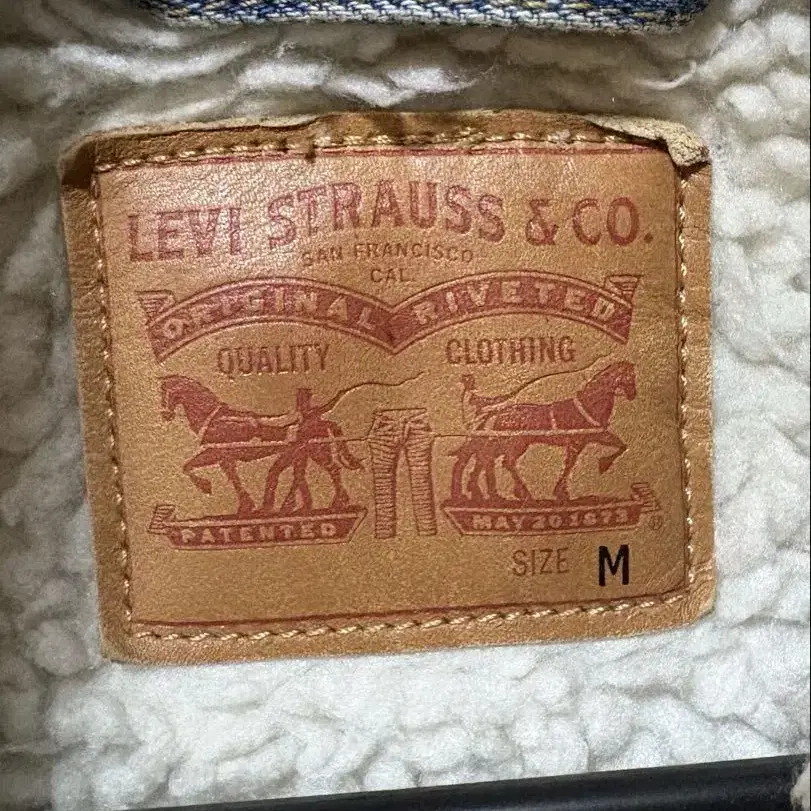 LEVI STRAUSS & CO.
SAN FRANCISCO
CAL.
ORIGINAL RIVETED
QUALITY CLOTHING
PATENTED MAY 20 1873
®
SIZE M